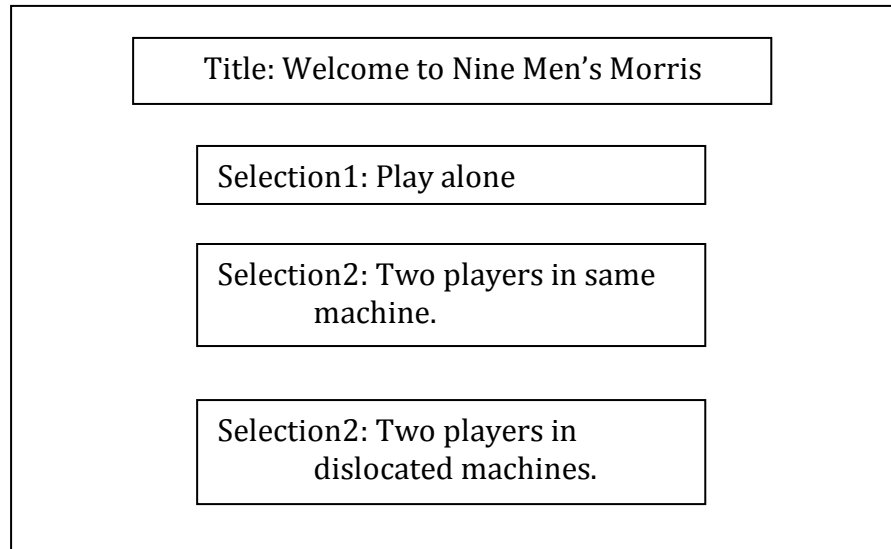 Title: Welcome to Nine Men’s Morris
Selection1: Play alone
Selection2: Two players in same
machine.
Selection2: Two players in
dislocated machines.